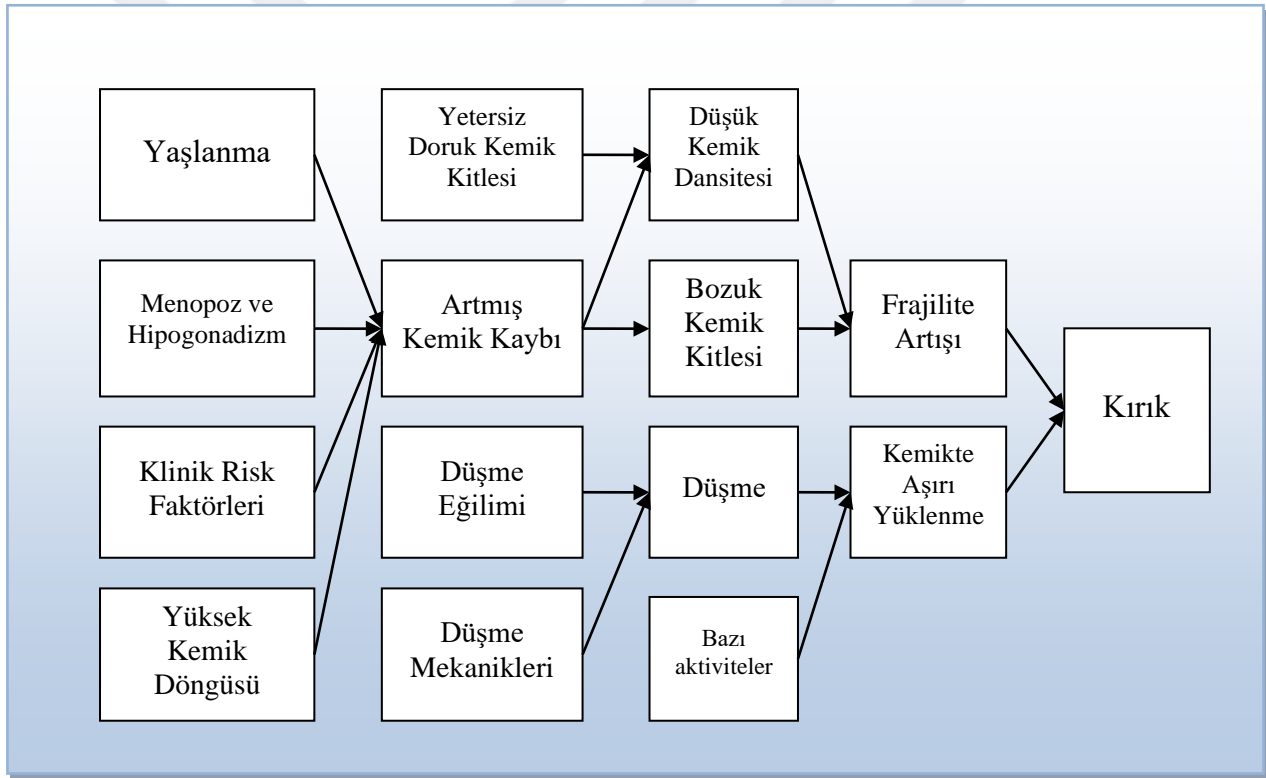 Yaşlanma
Yetersiz
Doruk Kemik
Kitlesi
Düşük
Kemik
Dansitesi
Menopoz ve
Hipogonadizm
Artmış
Kemik Kaybı
Bozuk
Kemik
Kitlesi
Frajilite
Artışı
Kırık
Klinik Risk
Faktörleri
Düşme
Eğilimi
Düşme
Kemikte
Aşırı
Yüklenme
Yüksek
Kemik
Döngüsü
Düşme
Mekanikleri
Bazı
aktiviteler